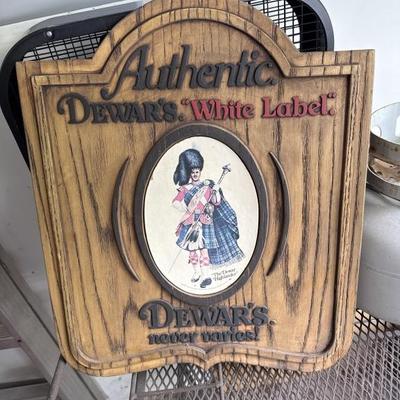 Authentic.
DEWAR'S. "White Label."
"The Dewar
Highlander"
DEWAR'S.
never varies!